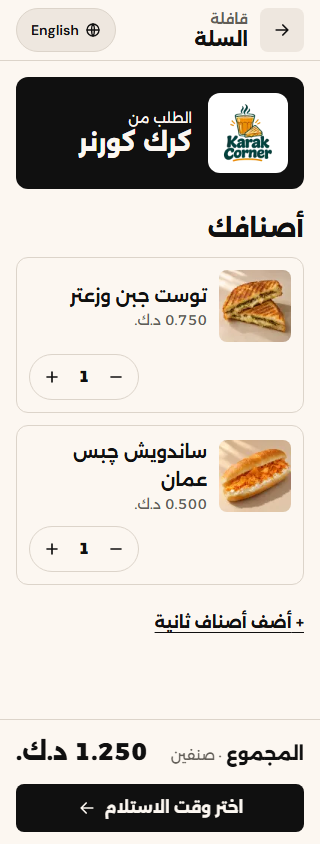 قافلة
السلة
English
الطلب من
كرك كورنر
Karak
Corner
أصنافك
توست جبن وزعتر
0.750 د.ك.
+ 1 −
ساندويش چبس
عمان
0.500 د.ك.
+ 1 −
+ أضف أصناف ثانية
المجموع · صنفين
1.250 د.ك.
اختر وقت الاستلام ←